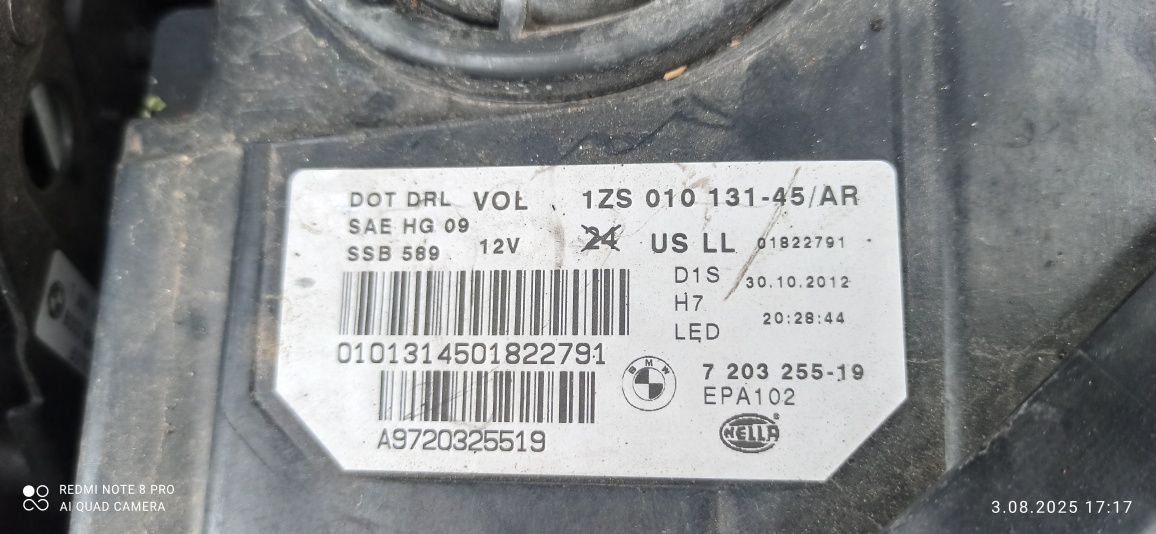 DOT DRL VOL 1ZS 010 131-45/AR
SAE HG 09
SSB 589 12V 24 US LL 01822791
D1S 30.10.2012
H7
LED 20:28:44
0101314501822791
BMW 7 203 255-19
EPA102
A9720325519
HELLA
REDMI NOTE 8 PRO
AI QUAD CAMERA
3.08.2025 17:17